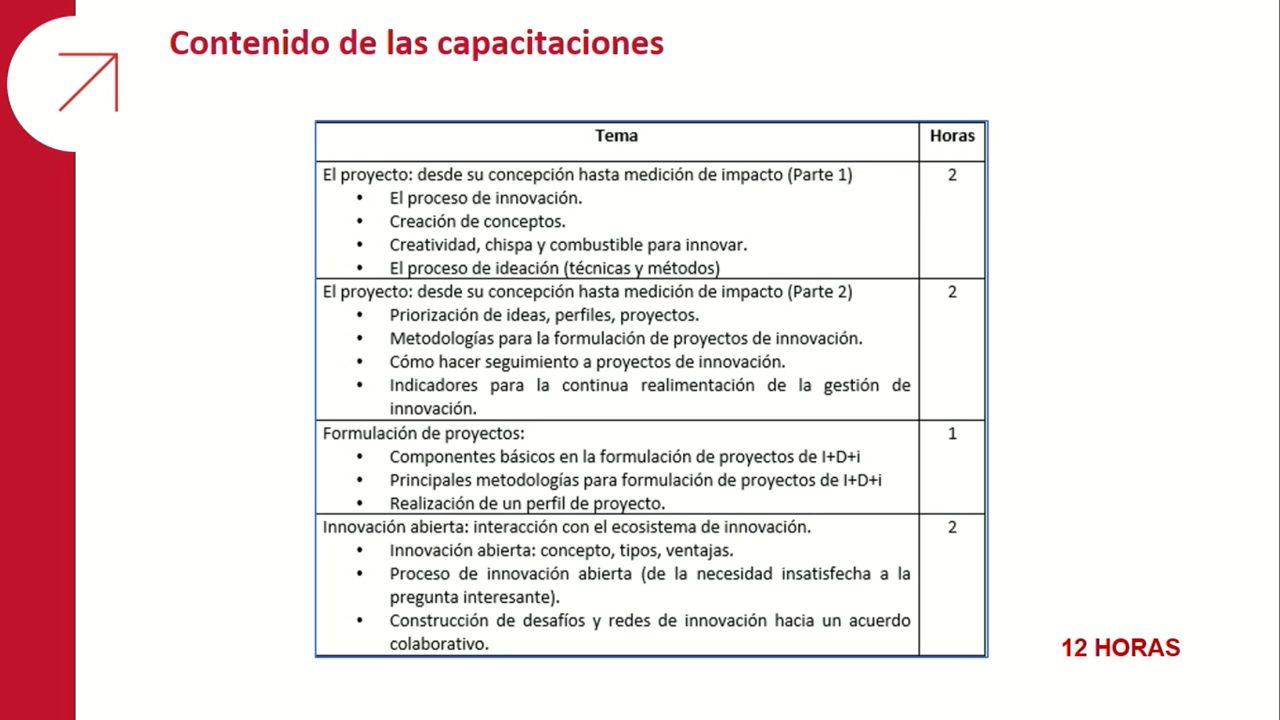 Contenido de las capacitaciones
Tema Horas
El proyecto: desde su concepción hasta medición de impacto (Parte 1) 2
• El proceso de innovación.
• Creación de conceptos.
• Creatividad, chispa y combustible para innovar.
• El proceso de ideación (técnicas y métodos)
El proyecto: desde su concepción hasta medición de impacto (Parte 2) 2
• Priorización de ideas, perfiles, proyectos.
• Metodologías para la formulación de proyectos de innovación.
• Cómo hacer seguimiento a proyectos de innovación.
• Indicadores para la continua realimentación de la gestión de
innovación.
Formulación de proyectos: 1
• Componentes básicos en la formulación de proyectos de I+D+i
• Principales metodologías para formulación de proyectos de I+D+i
• Realización de un perfil de proyecto.
Innovación abierta: interacción con el ecosistema de innovación. 2
• Innovación abierta: concepto, tipos, ventajas.
• Proceso de innovación abierta (de la necesidad insatisfecha a la
pregunta interesante).
• Construcción de desafíos y redes de innovación hacia un acuerdo
colaborativo.
12 HORAS